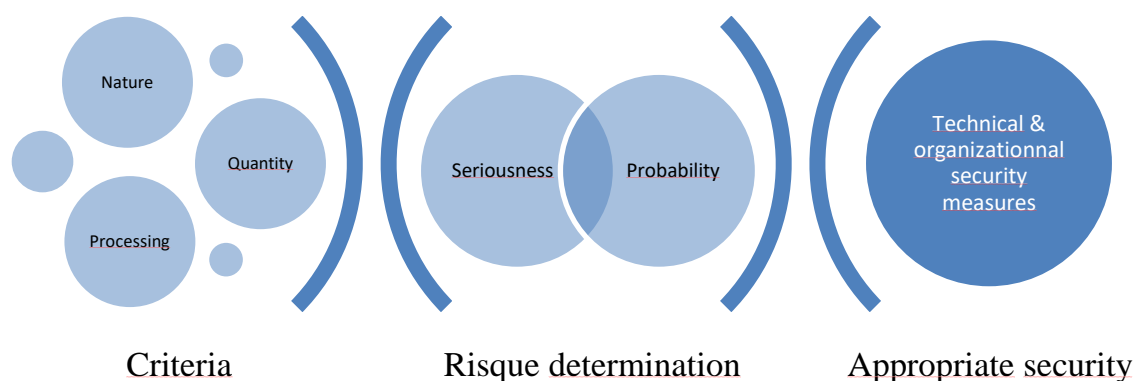 Nature
Quantity
Processing
Seriousness
Probability
Technical &
organizationnal
security
measures
Criteria
Risque determination
Appropriate security